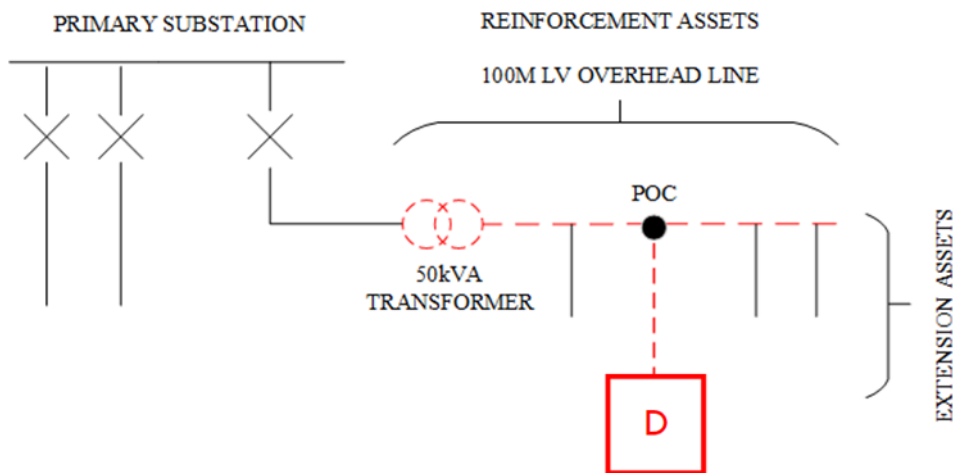 PRIMARY SUBSTATION
REINFORCEMENT ASSETS
100M LV OVERHEAD LINE
POC
50kVA
TRANSFORMER
EXTENSION ASSETS
D